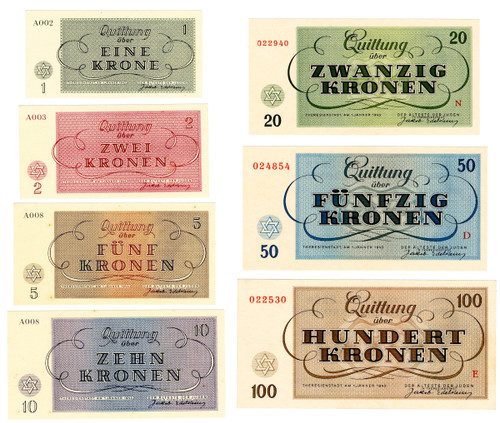 A002
Quittung
über
1
EINE
KRONE
1
A003
Quittung
über
2
ZWEI
KRONEN
2
A008
Quittung
über
5
FÜNF
KRONEN
5
A008
Quittung
über
10
ZEHN
KRONEN
10
022940
Quittung
über
20
ZWANZIG
KRONEN
THERESIENSTADT, AM 1. JÄNNER 1943 DER ÄLTESTE DER JUDEN
20
N
024854
Quittung
über
50
FÜNFZIG
KRONEN
THERESIENSTADT, AM 1. JÄNNER 1943 DER ÄLTESTE DER JUDEN
50
D
022530
Quittung
über
100
HUNDERT
KRONEN
THERESIENSTADT, AM 1. JÄNNER 1943 DER ÄLTESTE DER JUDEN
100
E